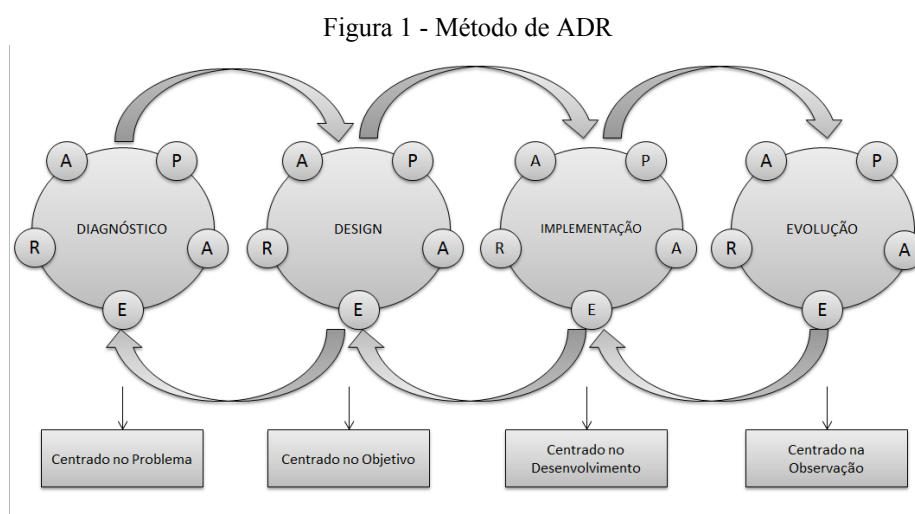 Figura 1 - Método de ADR
A P A P A P A P
DIAGNÓSTICO DESIGN IMPLEMENTAÇÃO EVOLUÇÃO
R A R A R A R A
E E E E
Centrado no Problema
Centrado no Objetivo
Centrado no
Desenvolvimento
Centrado na
Observação